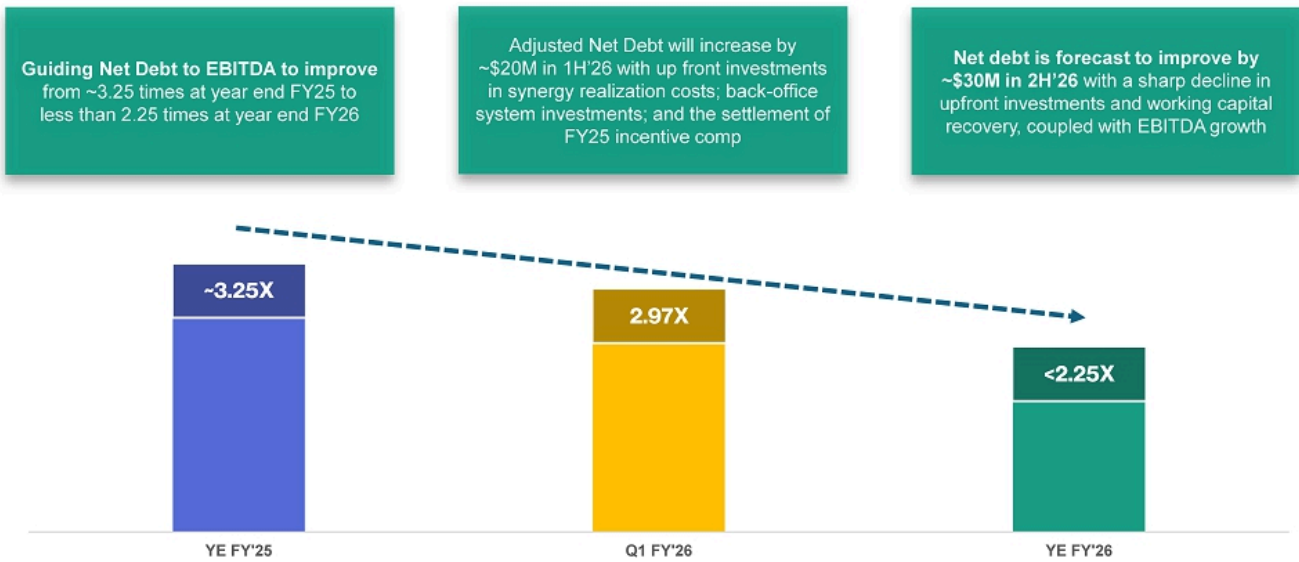 Guiding Net Debt to EBITDA to improve
from ~3.25 times at year end FY25 to
less than 2.25 times at year end FY26
Adjusted Net Debt will increase by
~$20M in 1H'26 with up front investments
in synergy realization costs; back-office
system investments; and the settlement of
FY25 incentive comp
Net debt is forecast to improve by
~$30M in 2H'26 with a sharp decline in
upfront investments and working capital
recovery, coupled with EBITDA growth
~3.25X
2.97X
<2.25X
YE FY'25
Q1 FY'26
YE FY'26